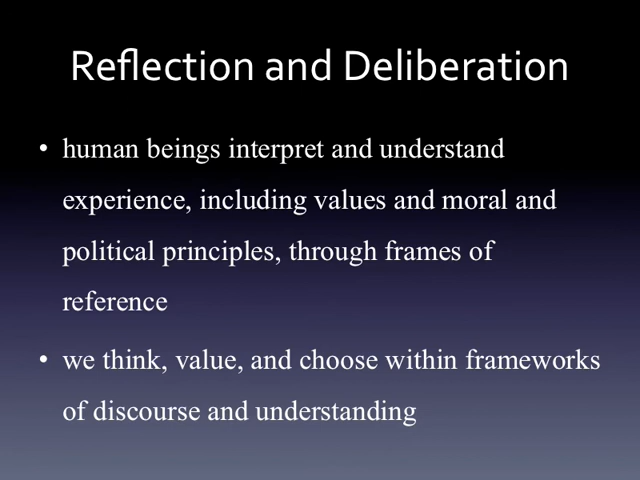 Reflection and Deliberation
• human beings interpret and understand
experience, including values and moral and
political principles, through frames of
reference
• we think, value, and choose within frameworks
of discourse and understanding